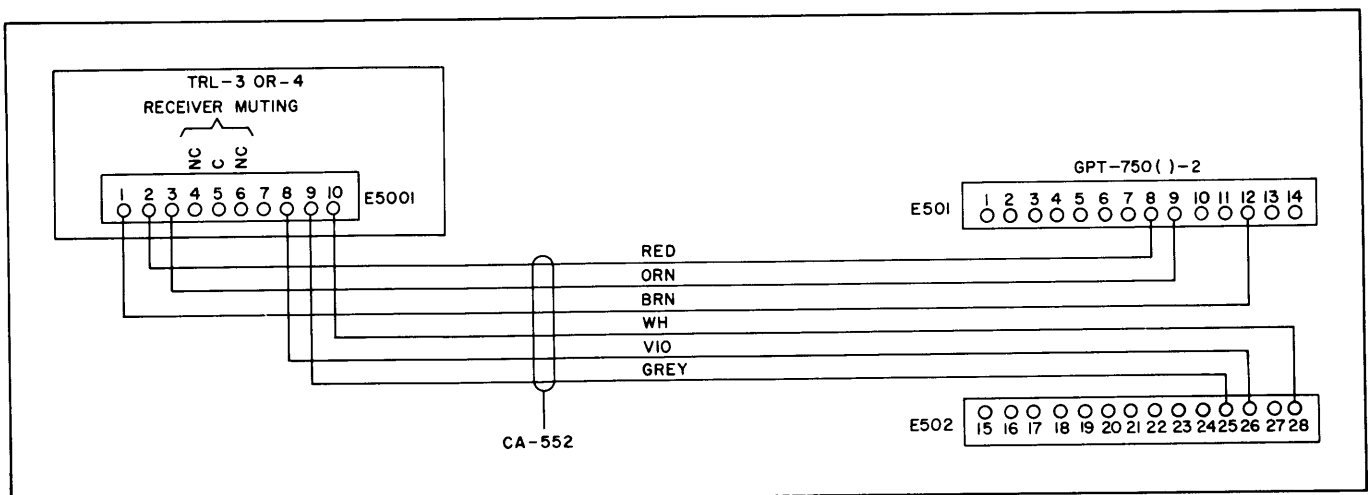 TRL-3 OR-4
RECEIVER MUTING
NC C NC
1 2 3 4 5 6 7 8 9 10
E5001
GPT-750( )-2
E501
1 2 3 4 5 6 7 8 9 10 11 12 13 14
RED
ORN
BRN
WH
VIO
GREY
CA-552
E502
15 16 17 18 19 20 21 22 23 24 25 26 27 28